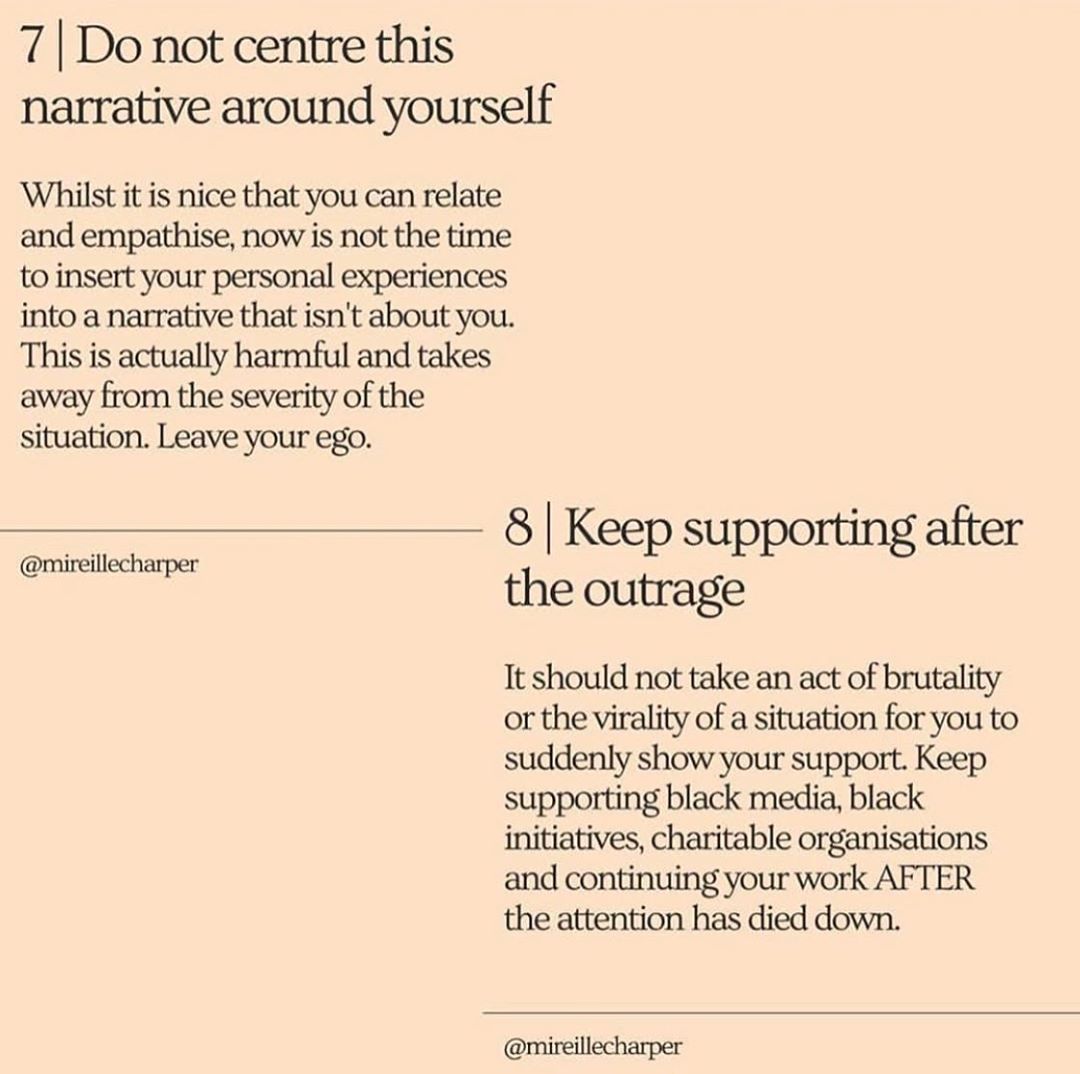 7 | Do not centre this
narrative around yourself
Whilst it is nice that you can relate
and empathise, now is not the time
to insert your personal experiences
into a narrative that isn't about you.
This is actually harmful and takes
away from the severity of the
situation. Leave your ego.
@mireillecharper
8 | Keep supporting after
the outrage
It should not take an act of brutality
or the virality of a situation for you to
suddenly show your support. Keep
supporting black media, black
initiatives, charitable organisations
and continuing your work AFTER
the attention has died down.
@mireillecharper